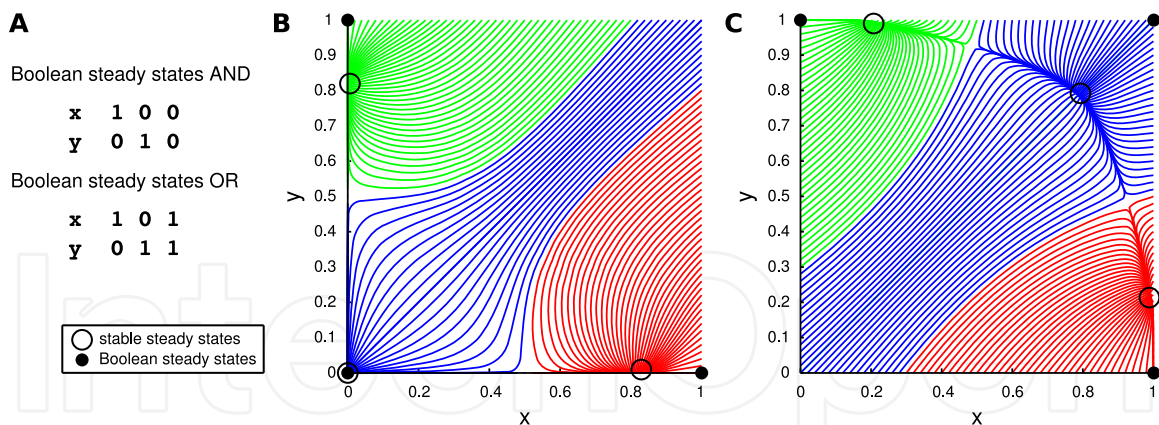 A
Boolean steady states AND
x 1 0 0
y 0 1 0
Boolean steady states OR
x 1 0 1
y 0 1 1
stable steady states
Boolean steady states
B
1
0.9
0.8
0.7
0.6
0.5
0.4
0.3
0.2
0.1
0
y
0 0.2 0.4 0.6 0.8 1
x
C
1
0.9
0.8
0.7
0.6
0.5
0.4
0.3
0.2
0.1
0
y
0 0.2 0.4 0.6 0.8 1
x